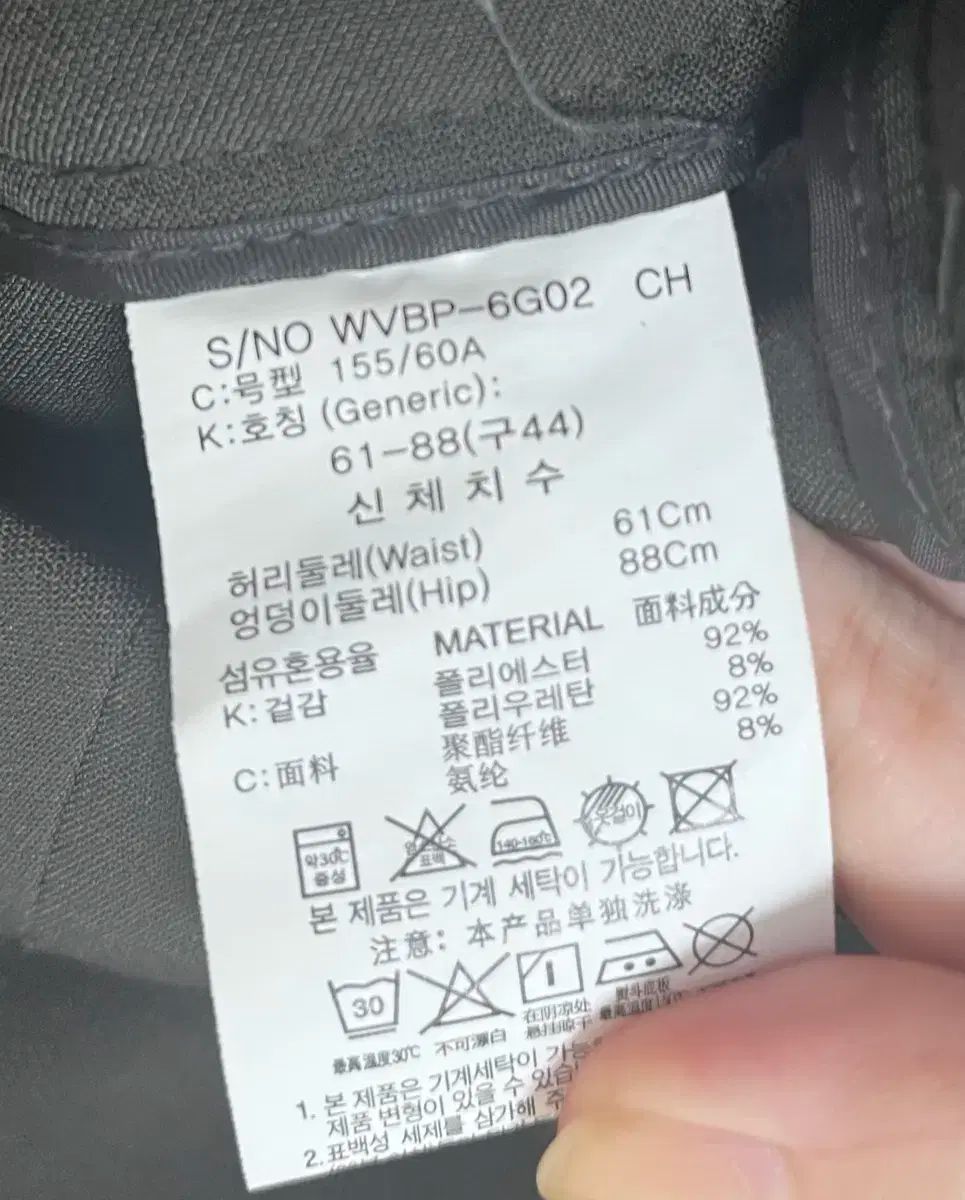 S/NO WVBP-6G02 CH
C:号型 155/60A
K:호칭 (Generic):
61-88(구44)
신 체 치 수
허리둘레(Waist) 61Cm
엉덩이둘레(Hip) 88Cm
섬유혼용율 MATERIAL 面料成分
K: 겉감 폴리에스터 92%
폴리우레탄 8%
C:面料 聚酯纤维 92%
氨纶 8%
약30℃ 중성
표백
140-160℃
옷걸이
본 제품은 기계 세탁이 가능합니다.
注意: 本产品单独洗涤
30
最高温度30℃ 不可漂白 在阴凉处 悬挂晾干 熨斗底板
1. 본 제품은 기계세탁이
제품 변형이 있을 수
2.표백성 세제를 삼가해